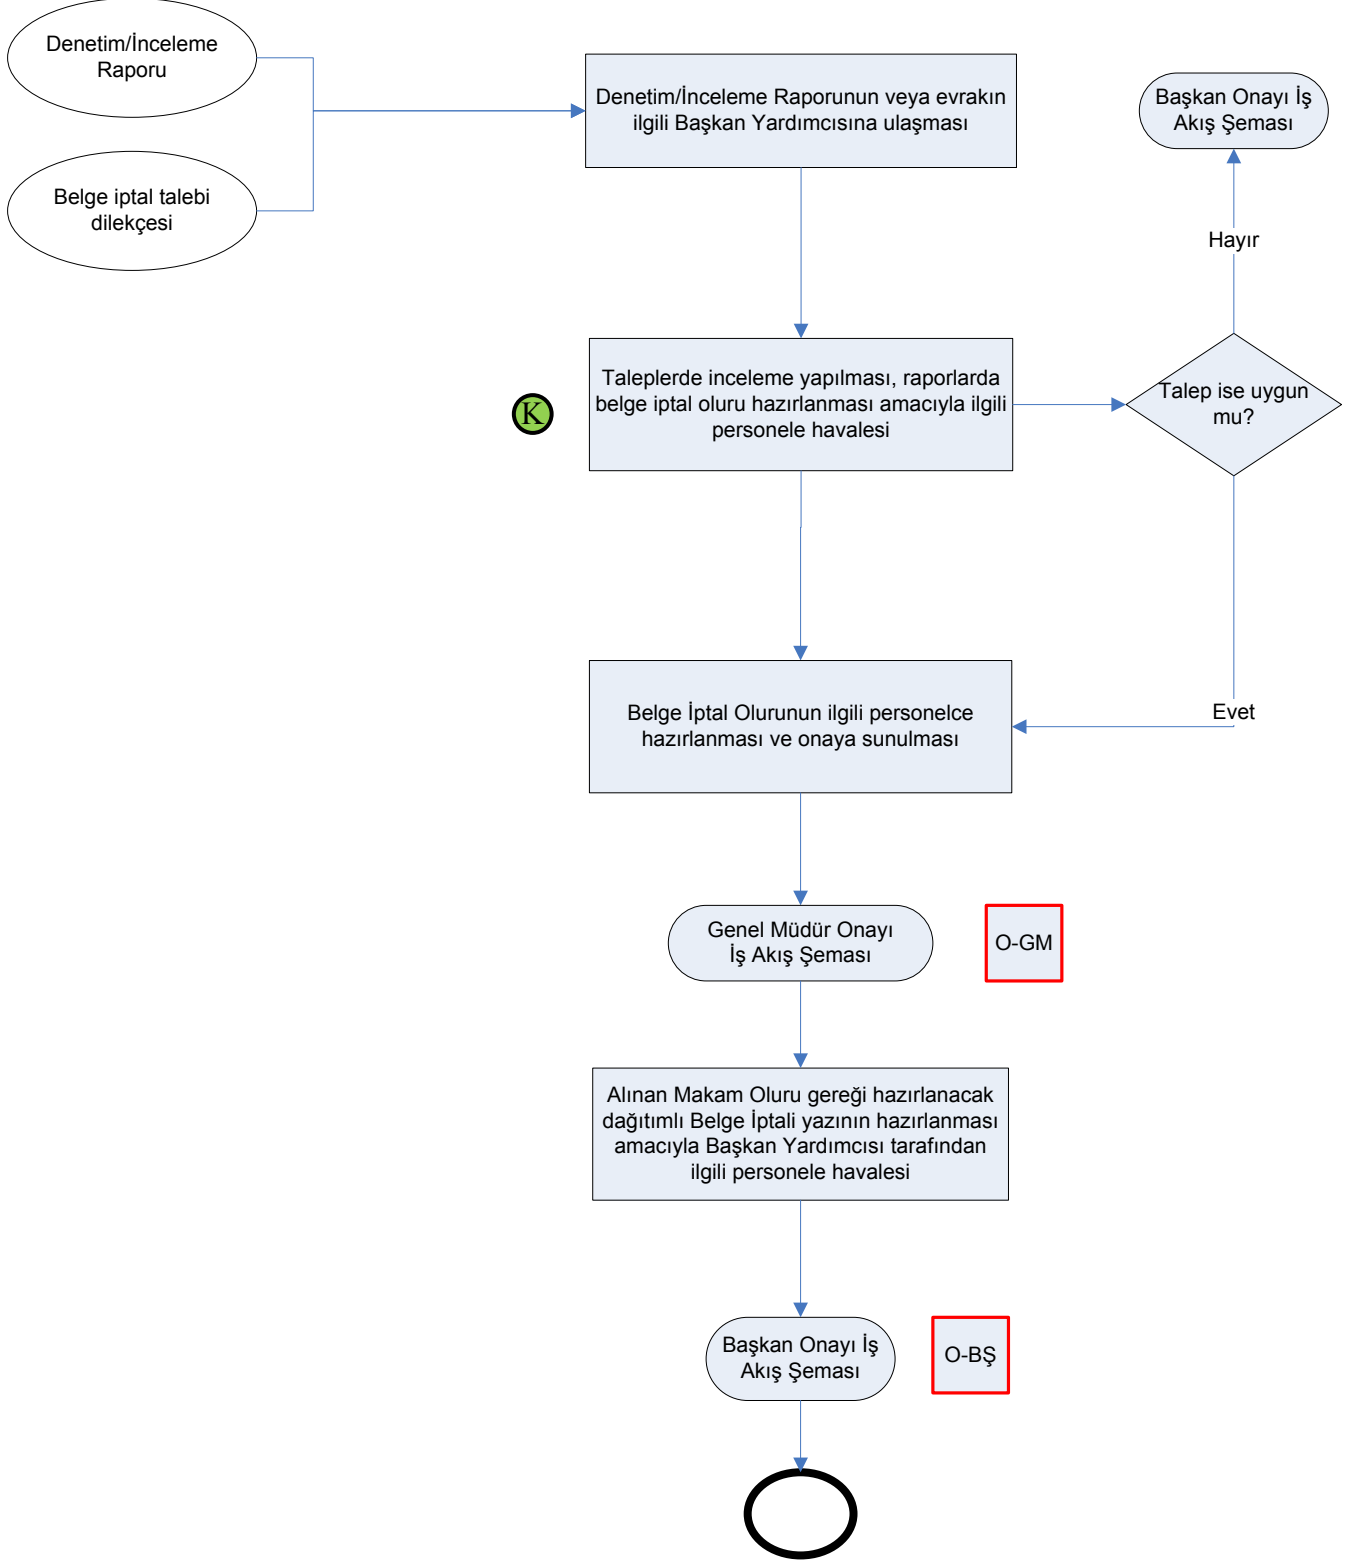 Denetim/İnceleme
Raporu
Denetim/İnceleme Raporunun veya evrakın
ilgili Başkan Yardımcısına ulaşması
Başkan Onayı İş
Akış Şeması
Belge iptal talebi
dilekçesi
Hayır
Taleplerde inceleme yapılması, raporlarda
belge iptal oluru hazırlanması amacıyla ilgili
personele havalesi
K
Talep ise uygun
mu?
Evet
Belge İptal Olurunun ilgili personelce
hazırlanması ve onaya sunulması
Genel Müdür Onayı
İş Akış Şeması
O-GM
Alınan Makam Oluru gereği hazırlanacak
dağıtımlı Belge İptali yazının hazırlanması
amacıyla Başkan Yardımcısı tarafından
ilgili personele havalesi
Başkan Onayı İş
Akış Şeması
O-BŞ